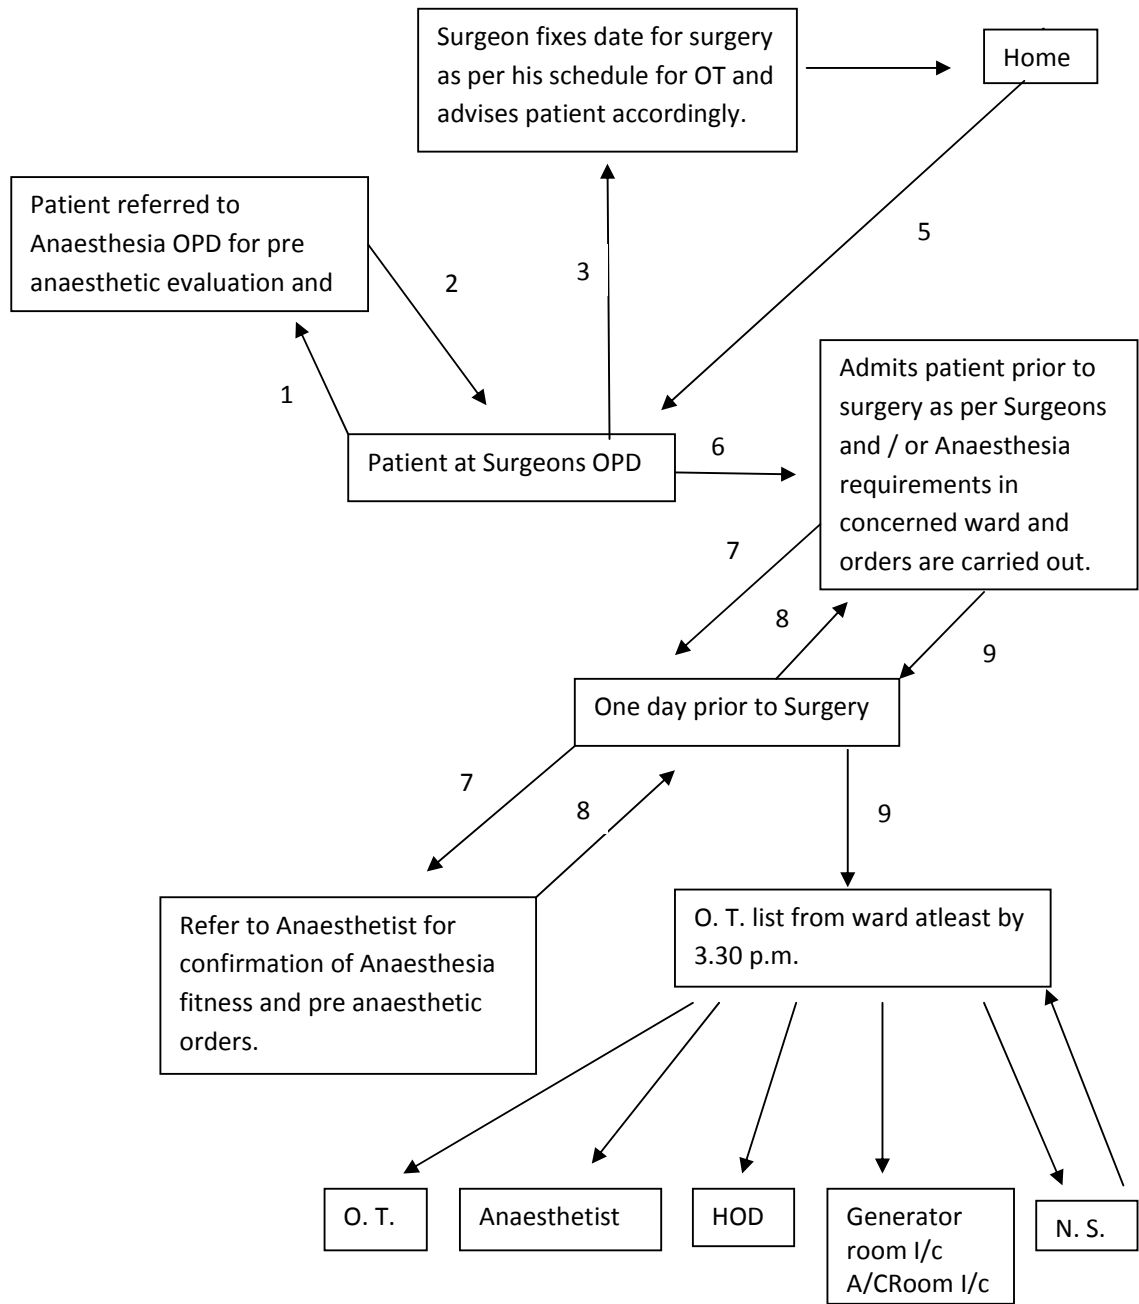 Surgeon fixes date for surgery
as per his schedule for OT and
advises patient accordingly.
Home
Patient referred to
Anaesthesia OPD for pre
anaesthetic evaluation and
5
2
3
1
Admits patient prior to
surgery as per Surgeons
and / or Anaesthesia
requirements in
concerned ward and
orders are carried out.
Patient at Surgeons OPD
6
7
8
9
One day prior to Surgery
7
8
9
Refer to Anaesthetist for
confirmation of Anaesthesia
fitness and pre anaesthetic
orders.
O. T. list from ward atleast by
3.30 p.m.
O. T.
Anaesthetist
HOD
Generator
room I/c
A/CRoom I/c
N. S.